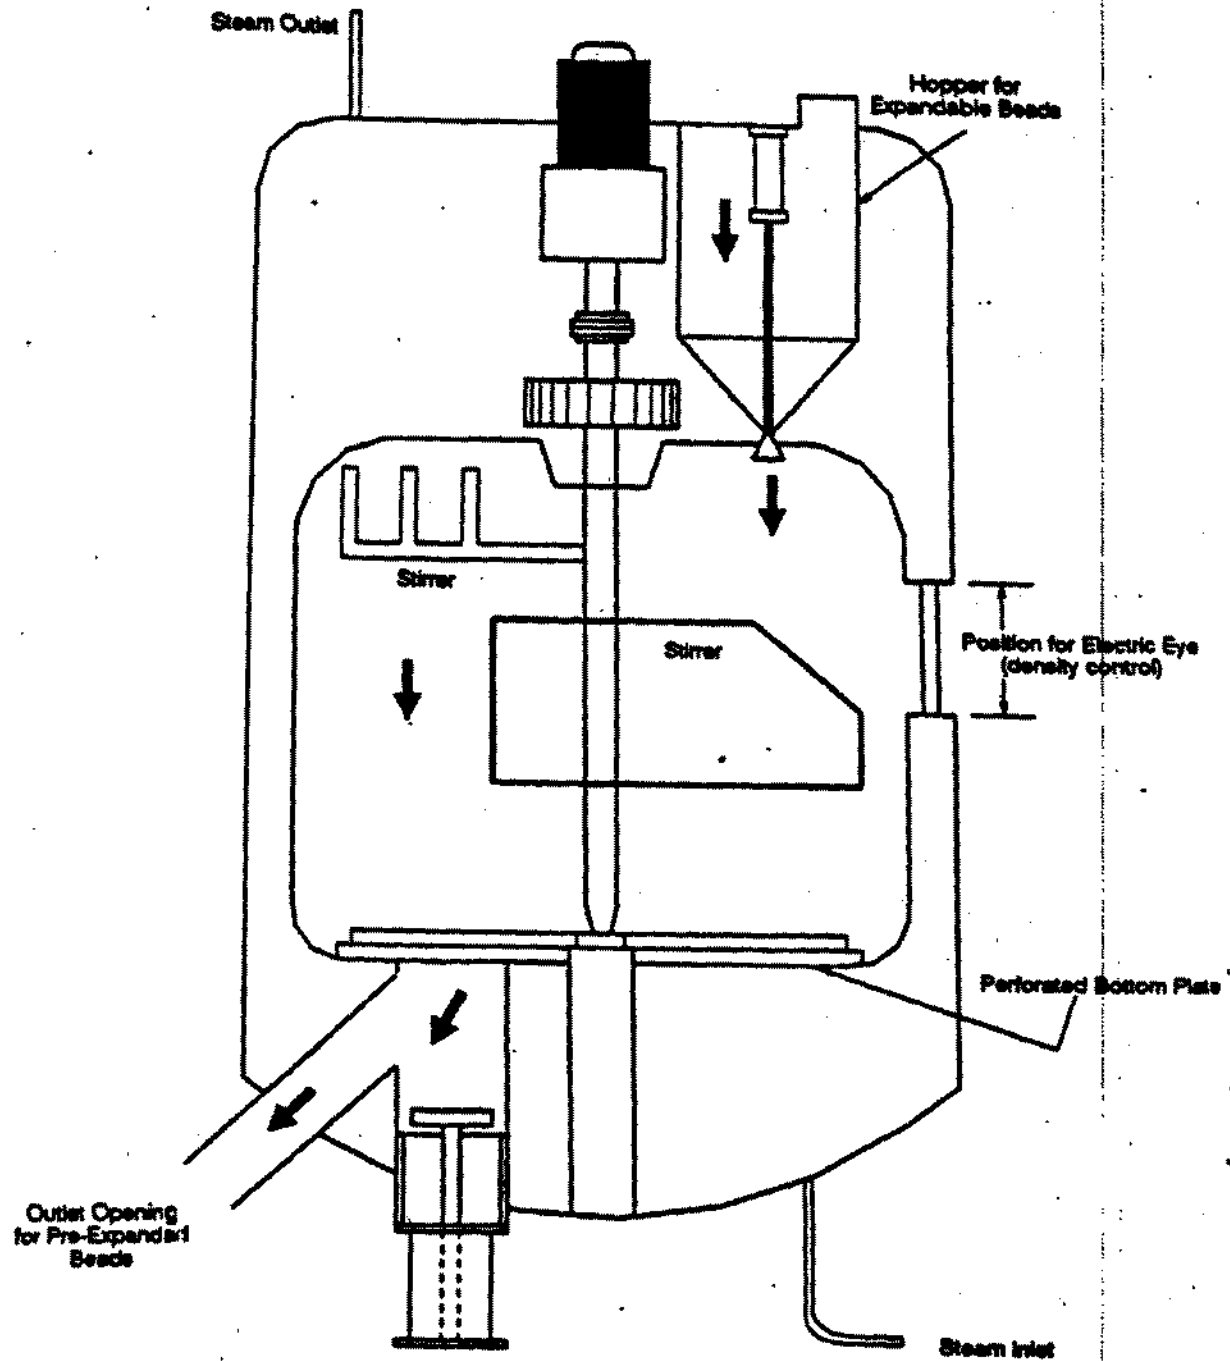 Steam Outlet
Hopper for
Expandable Beads
Stirrer
Stirrer
Position for Electric Eye
(density control)
Perforated Bottom Plate
Outlet Opening
for Pre-Expanded
Beads
Steam Inlet